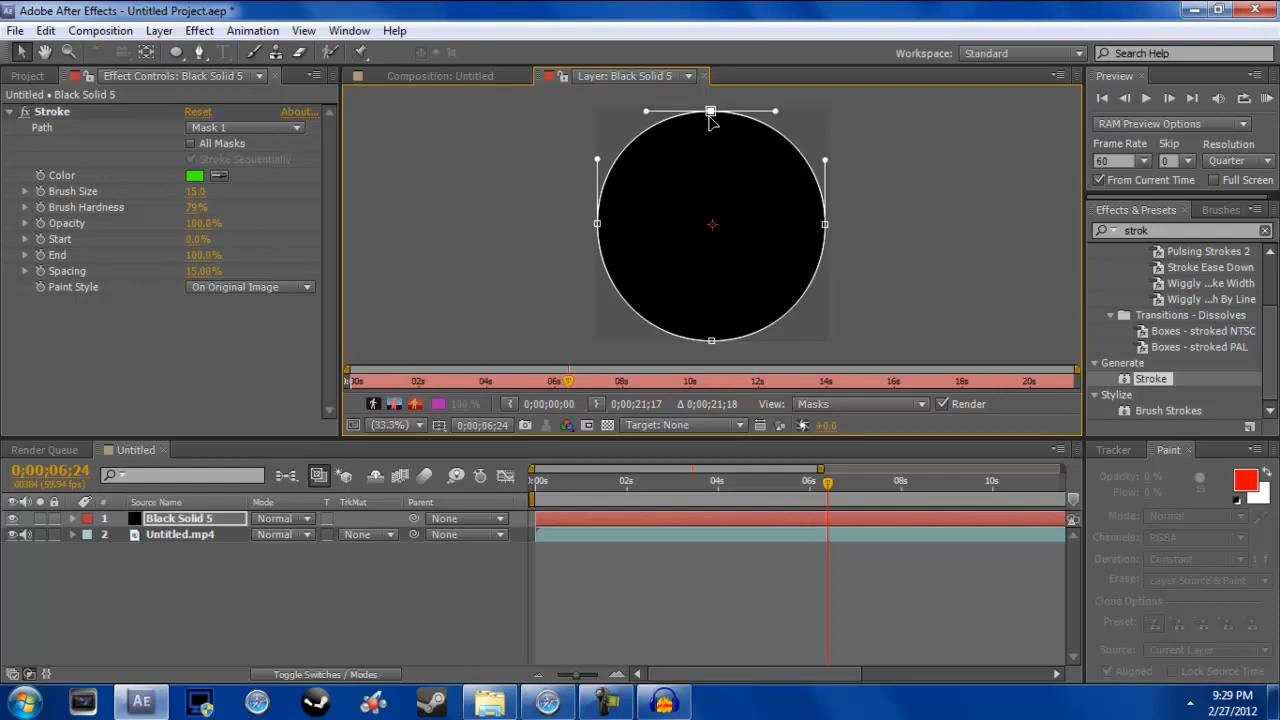 Adobe After Effects - Untitled Project.aep *
File Edit Composition Layer Effect Animation View Window Help
Workspace: Standard Search Help
Project Effect Controls: Black Solid 5
Composition: Untitled
Layer: Black Solid 5
Preview
Untitled • Black Solid 5
fx Stroke Reset About...
Path Mask 1
All Masks
Stroke Sequentially
Color
Brush Size 15.0
Brush Hardness 79%
Opacity 100.0%
Start 0.0%
End 100.0%
Spacing 15.00%
Paint Style On Original Image
RAM Preview Options
Frame Rate Skip Resolution
60 0 Quarter
From Current Time Full Screen
Effects & Presets Brushes
strok
Pulsing Strokes 2
Stroke Ease Down
Wiggly ...ke Width
Wiggly ...h By Line
Transitions - Dissolves
Boxes - stroked NTSC
Boxes - stroked PAL
Generate
Stroke
Stylize
Brush Strokes
00s 02s 04s 06s 08s 10s 12s 14s 16s 18s 20s
100 % 0;00;00;00 0;00;21;17 Δ 0;00;21;18 View: Masks Render
(33.3%) 0;00;06;24 Target: None +0.0
Render Queue Untitled
0;00;06;24
00384 (59.94 fps)
:00s 02s 04s 06s 08s 10s
# Source Name Mode T TrkMat Parent
1 Black Solid 5 Normal None
2 Untitled.mp4 Normal None None
Toggle Switches / Modes
Tracker Paint
Opacity: 0 %
Flow: 0 %
Mode: Normal
Channels: RGBA
Duration: Constant 1 f
Erase: Layer Source & Paint
Clone Options
Preset:
Source: Current Layer
Aligned Lock Source Time
AE
9:29 PM
2/27/2012